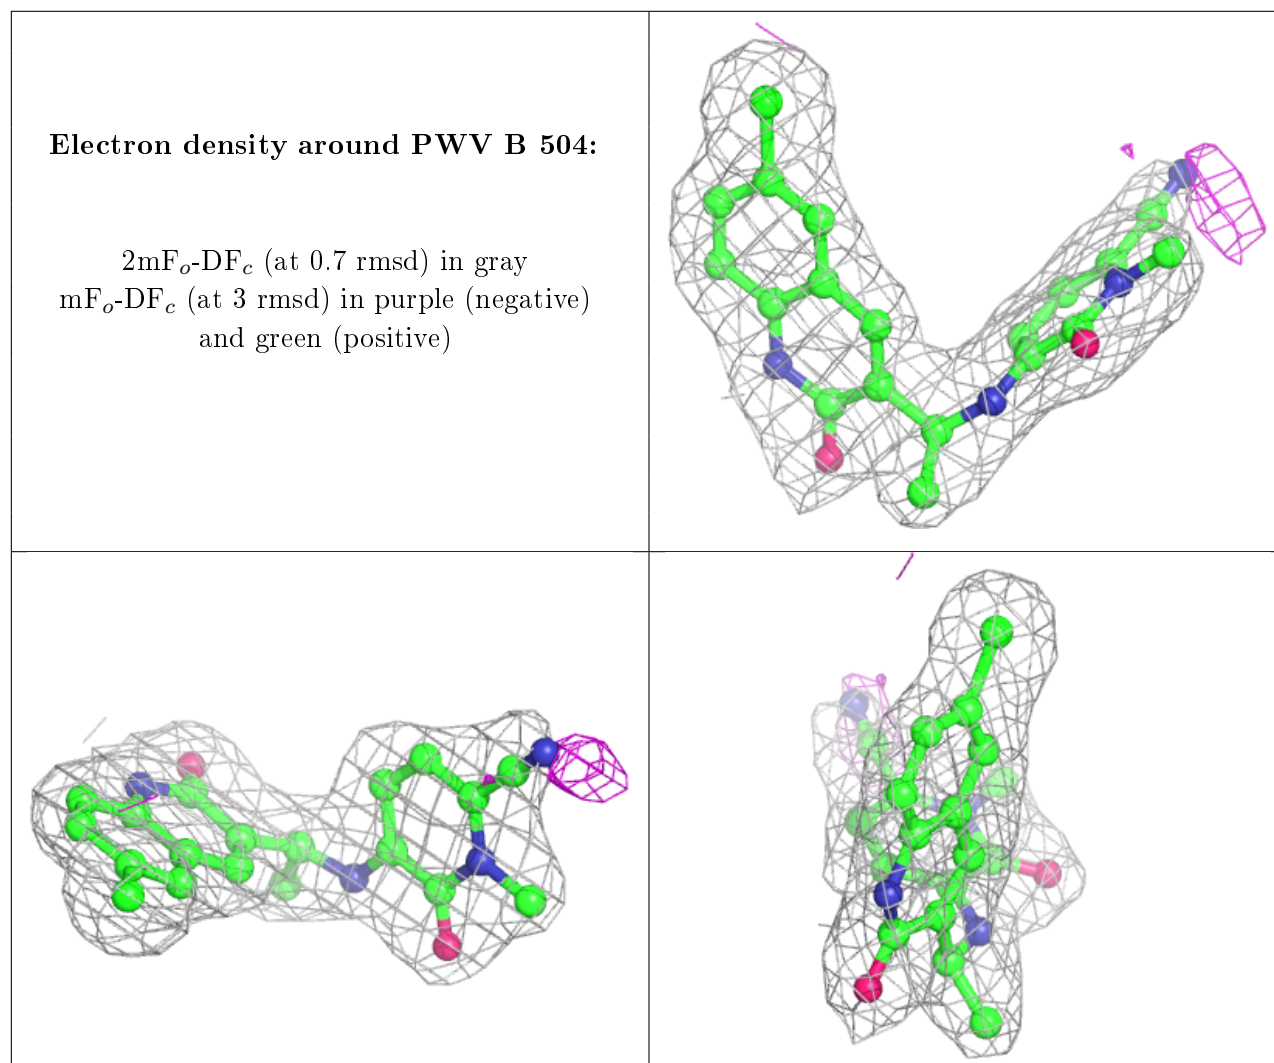 Electron density around PWV B 504:
2mFₒ-DF𝒸 (at 0.7 rmsd) in gray
mFₒ-DF𝒸 (at 3 rmsd) in purple (negative)
and green (positive)